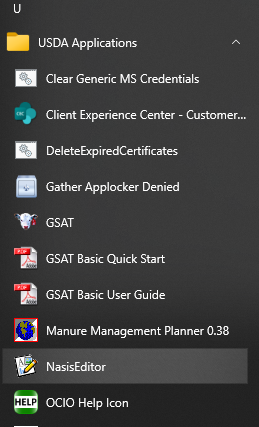 U
USDA Applications
Clear Generic MS Credentials
Client Experience Center - Customer...
DeleteExpiredCertificates
Gather Applocker Denied
GSAT
GSAT Basic Quick Start
GSAT Basic User Guide
Manure Management Planner 0.38
NasisEditor
HELP OCIO Help Icon